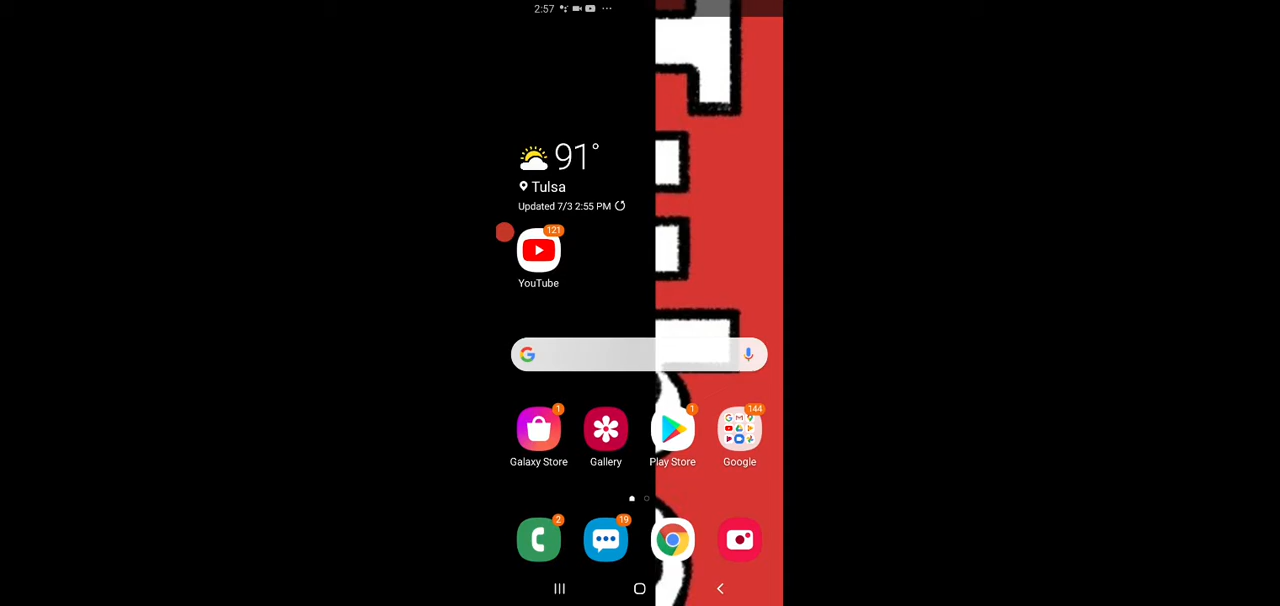 2:57
91°
Tulsa
Updated 7/3 2:55 PM
121
YouTube
G
1
1
144
Galaxy Store
Gallery
Play Store
Google
2
19